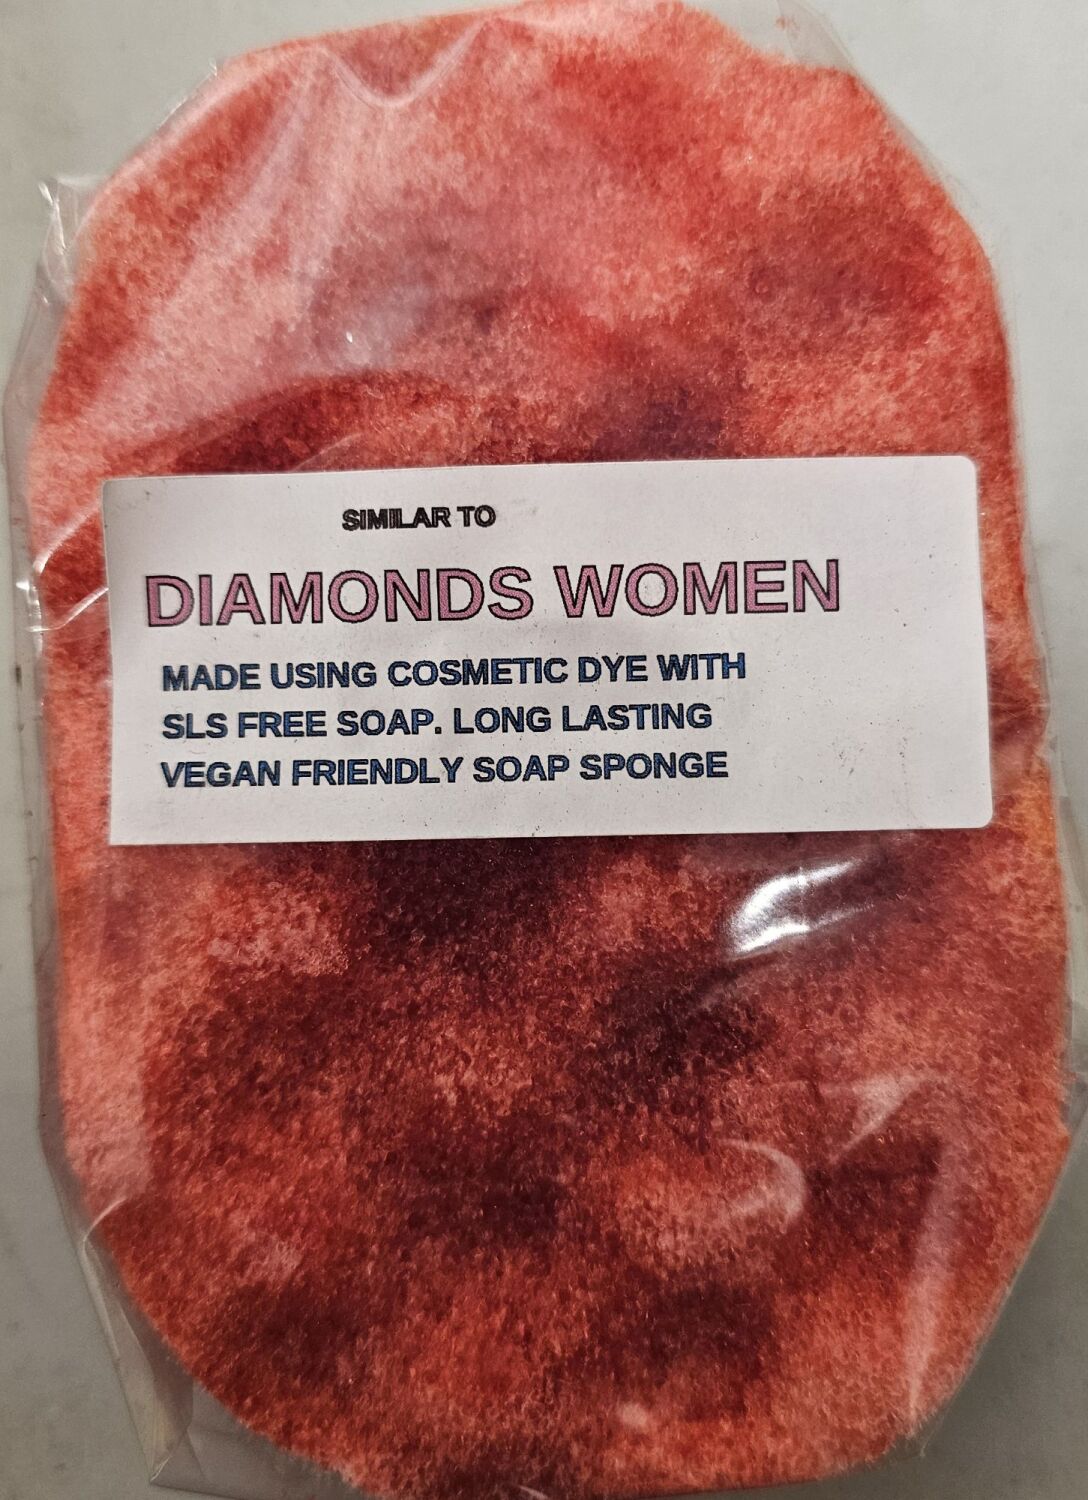 SIMILAR TO
DIAMONDS WOMEN
MADE USING COSMETIC DYE WITH
SLS FREE SOAP. LONG LASTING
VEGAN FRIENDLY SOAP SPONGE